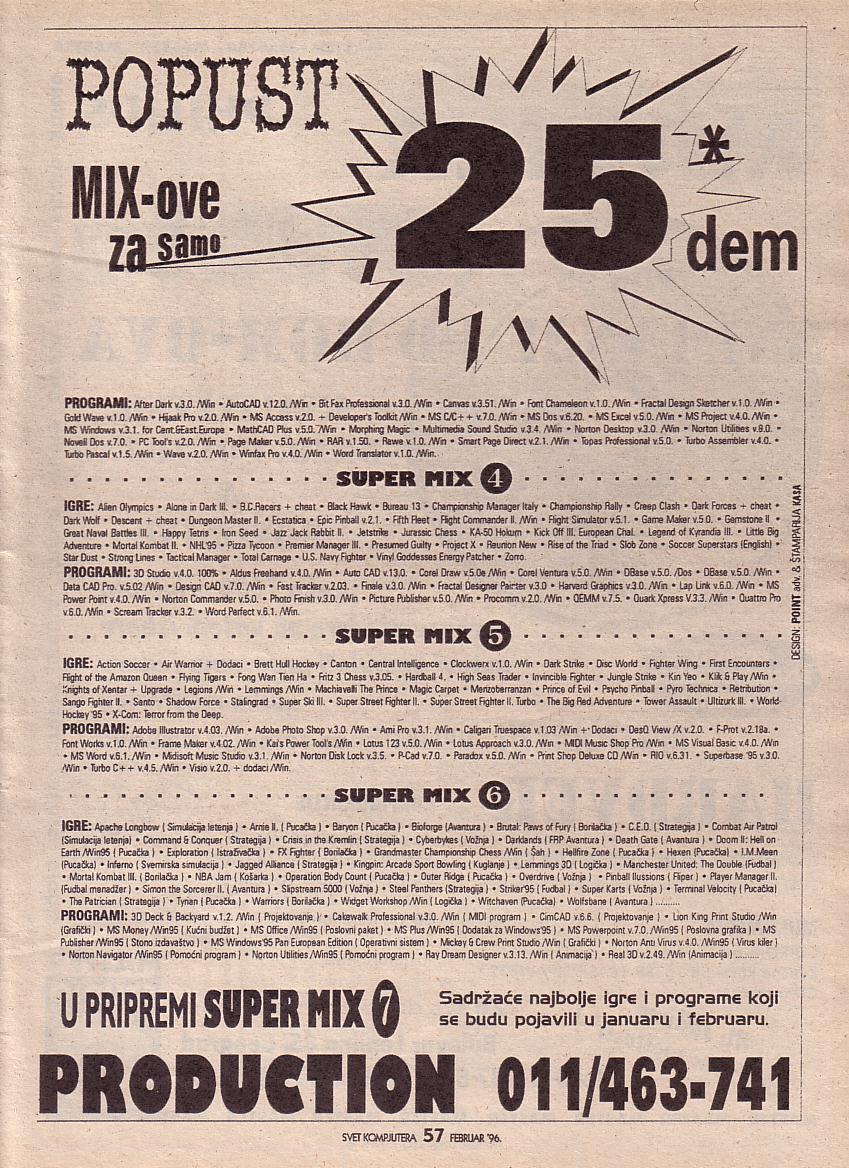 POPUST
25*
MIX-ove
za samo
dem
PROGRAMI: After Dark v.3.0. /Win • AutoCAD v.12.0. /Win • Bit Fax Professional v.3.0. /Win • Canvas v.3.51. /Win • Font Chameleon v.1.0. /Win • Fractal Design Sketcher v.1.0. /Win •
Gold Wave v.1.0. /Win • Hijaak Pro v.2.0. /Win • MS Access v.2.0. + Developer's Toolkit /Win • MS C/C++ v.7.0. /Win • MS Dos v.6.20. • MS Excel v.5.0. /Win • MS Project v.4.0. /Win •
MS Windows v.3.1. for Cent.&East.Europe • MathCAD Plus v.5.0. /Win • Morphing Magic • Multimedia Sound Studio v.3.4. /Win • Norton Desktop v.3.0. /Win • Norton Utilities v.8.0. •
Novell Dos v.7.0. • PC Tool's v.2.0. /Win • Page Maker v.5.0. /Win • RAR v.1.50. • Rawe v.1.0. /Win • Smart Page Direct v.2.1. /Win • Topas Professional v.5.0. • Turbo Assembler v.4.0. •
Turbo Pascal v.1.5. /Win • Wave v.2.0. /Win • Winfax Pro v.4.0. /Win • Word Translator v.1.0. /Win.
SUPER MIX 4
IGRE: Alien Olympics • Alone in Dark III. • B.C.Racers + cheat • Black Hawk • Bureau 13 • Championship Manager Italy • Championship Rally • Creep Clash • Dark Forces + cheat •
Dark Wolf • Descent + cheat • Dungeon Master II. • Ecstatica • Epic Pinball v.2.1. • Fifth Fleet • Flight Commander II. /Win • Flight Simulator v.5.1. • Game Maker v.5.0. • Gemstone II •
Great Naval Battles III. • Happy Tetris • Iron Seed • Jazz Jack Rabbit II. • Jetstrike • Jurassic Chess • KA-50 Hokum • Kick Off III. European Chal. • Legend of Kyrandia III. • Little Big
Adventure • Mortal Kombat II. • NHL'95 • Pizza Tycoon • Premier Manager III. • Presumed Guilty • Project X • Reunion New • Rise of the Triad • Slob Zone • Soccer Superstars (English) •
Star Dust • Strong Lines • Tactical Manager • Total Carnage • U.S. Navy Fighter • Vinyl Goddesses Energy Patcher • Zorro.
PROGRAMI: 3D Studio v.4.0. 100% • Aldus Freehand v.4.0. /Win • Auto CAD v.13.0. • Corel Draw v.5.0e /Win • Corel Ventura v.5.0. /Win • DBase v.5.0. /Dos • DBase v.5.0. /Win •
Data CAD Pro. v.5.02 /Win • Design CAD v.7.0. /Win • Fast Tracker v.2.03. • Finale v.3.0. /Win • Fractal Designer Painter v.3.0 • Harvard Graphics v.3.0. /Win • Lap Link v.6.0. /Win • MS
Power Point v.4.0. /Win • Norton Commander v.5.0. • Photo Finish v.3.0. /Win • Picture Publisher v.5.0. /Win • Procomm v.2.0. /Win • QEMM v.7.5. • Quark Xpress V.3.3. /Win • Quattro Pro
v.6.0. /Win • Scream Tracker v.3.2. • Word Perfect v.6.1. /Win.
SUPER MIX 5
IGRE: Action Soccer • Air Warrior + Dodaci • Brett Hull Hockey • Canton • Central Intelligence • Clockwerx v.1.0. /Win • Dark Strike • Disc World • Fighter Wing • First Encounters •
Flight of the Amazon Queen • Flying Tigers • Fong Wan Tien Ha • Fritz 3 Chess v.3.05. • Hardball 4. • High Seas Trader • Invincible Fighter • Jungle Strike • Kin Yeo • Klik & Play /Win •
Knights of Xentar + Upgrade • Legions /Win • Lemmings /Win • Machiavelli The Prince • Magic Carpet • Menzoberranzan • Prince of Evil • Psycho Pinball • Pyro Technica • Retribution •
Sango Fighter II. • Santo • Shadow Force • Stalingrad • Super Ski III. • Super Street Fighter II. • Super Street Fighter II. Turbo • The Big Red Adventure • Tower Assault • Ultizurk III. • World-
Hockey '95 • X-Com: Terror from the Deep.
PROGRAMI: Adobe Illustrator v.4.03. /Win • Adobe Photo Shop v.3.0. /Win • Ami Pro v.3.1. /Win • Caligari Truespace v.1.03 /Win + Dodaci • DesQ View /X v.2.0. • F-Prot v.2.18a. •
Font Works v.1.0. /Win • Frame Maker v.4.02. /Win • Kai's Power Tool's /Win • Lotus 123 v.5.0. /Win • Lotus Approach v.3.0. /Win • MIDI Music Shop Pro /Win • MS Visual Basic v.4.0. /Win
• MS Word v.6.1. /Win • Midisoft Music Studio v.3.1. /Win • Norton Disk Lock v.3.5. • P-Cad v.7.0. • Paradox v.5.0. /Win • Print Shop Deluxe CD /Win • RIO v.6.31. • Superbase '95 v.3.0.
/Win • Turbo C++ v.4.5. /Win • Visio v.2.0. + dodaci /Win.
SUPER MIX 6
IGRE: Apache Longbow ( Simulacija letenja ) • Arnie II. ( Pucačka ) • Baryon ( Pucačka ) • Bioforge (Avantura ) • Brutal: Paws of Fury ( Borilačka ) • C.E.O. ( Strategija ) • Combat Air Patrol
(Simulacija letenja ) • Command & Conquer ( Strategija ) • Crisis in the Kremlin ( Strategija ) • Cyberbykes ( Vožnja ) • Darklands ( FRP Avantura ) • Death Gate ( Avantura ) • Doom II: Hell on
Earth /Win95 ( Pucačka ) • Exploration ( Istraživačka ) • FX Fighter ( Borilačka ) • Grandmaster Championship Chess /Win ( Šah ) • Hellfire Zone ( Pucačka ) • Hexen (Pucačka) • I.M.Meen
(Pucačka) • Inferno ( Svemirska simulacija ) • Jagged Alliance ( Strategija ) • Kingpin: Arcade Sport Bowling ( Kuglanje ) • Lemmings 3D ( Logička ) • Manchester United: The Double (Fudbal )
• Mortal Kombat III. ( Borilačka ) • NBA Jam ( Košarka ) • Operation Body Count ( Pucačka ) • Outer Ridge ( Pucačka ) • Overdrive ( Vožnja ) • Pinball Illusions ( Fliper ) • Player Manager II.
(Fudbal menadžer ) • Simon the Sorcerer II. ( Avantura ) • Slipstream 5000 ( Vožnja ) • Steel Panthers (Strategija ) • Striker'95 ( Fudbal ) • Super Karts ( Vožnja ) • Terminal Velocity ( Pucačka)
• The Patrician ( Strategija ) • Tyrian ( Pucačka ) • Warriors ( Borilačka ) • Widget Workshop /Win ( Logička ) • Witchaven (Pucačka) • Wolfsbane ( Avantura ) ..........
PROGRAMI: 3D Deck & Backyard v.1.2. /Win ( Projektovanje ) • Cakewalk Professional v.3.0. /Win ( MIDI program ) • CimCAD v.6.6. ( Projektovanje ) • Lion King Print Studio /Win
(Grafički ) • MS Money /Win95 ( Kućni budžet ) • MS Office /Win95 ( Poslovni paket ) • MS Plus /Win95 ( Dodatak za Windows'95 ) • MS Powerpoint v.7.0. /Win95 ( Poslovna grafika ) • MS
Publisher /Win95 ( Stono izdavaštvo ) • MS Windows'95 Pan European Edition ( Operativni sistem ) • Mickey & Crew Print Studio /Win ( Grafički ) • Norton Anti Virus v.4.0. /Win95 ( Virus kiler )
• Norton Navigator /Win95 ( Pomoćni program ) • Norton Utilities /Win95 ( Pomoćni program ) • Ray Dream Designer v.3.13. /Win ( Animacija ) • Real 3D v.2.49. /Win (Animacija ) ..........
U PRIPREMI SUPER MIX 7
Sadržaće najbolje igre i programe koji
se budu pojavili u januaru i februaru.
PRODUCTION 011/463-741
DESIGN: POINT adv. & ŠTAMPARIJA KASA
SVET KOMPJUTERA 57 FEBRUAR '96.